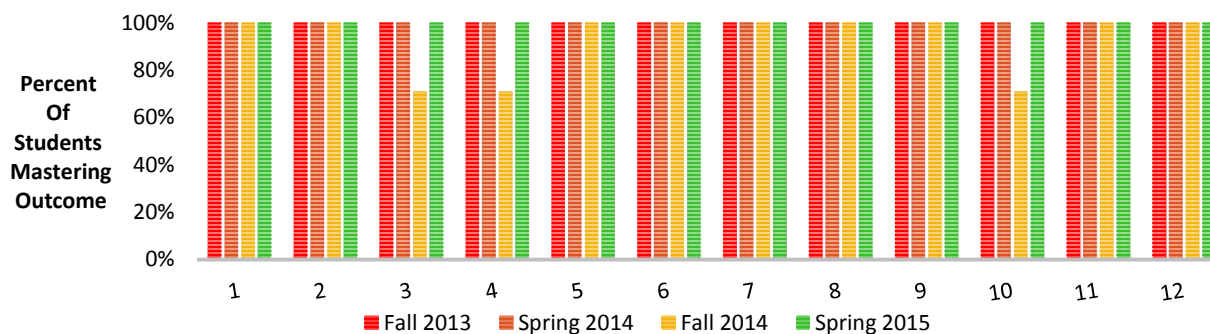 100%
80%
60%
40%
20%
0%
Percent
Of
Students
Mastering
Outcome
1 2 3 4 5 6 7 8 9 10 11 12
Fall 2013 Spring 2014 Fall 2014 Spring 2015